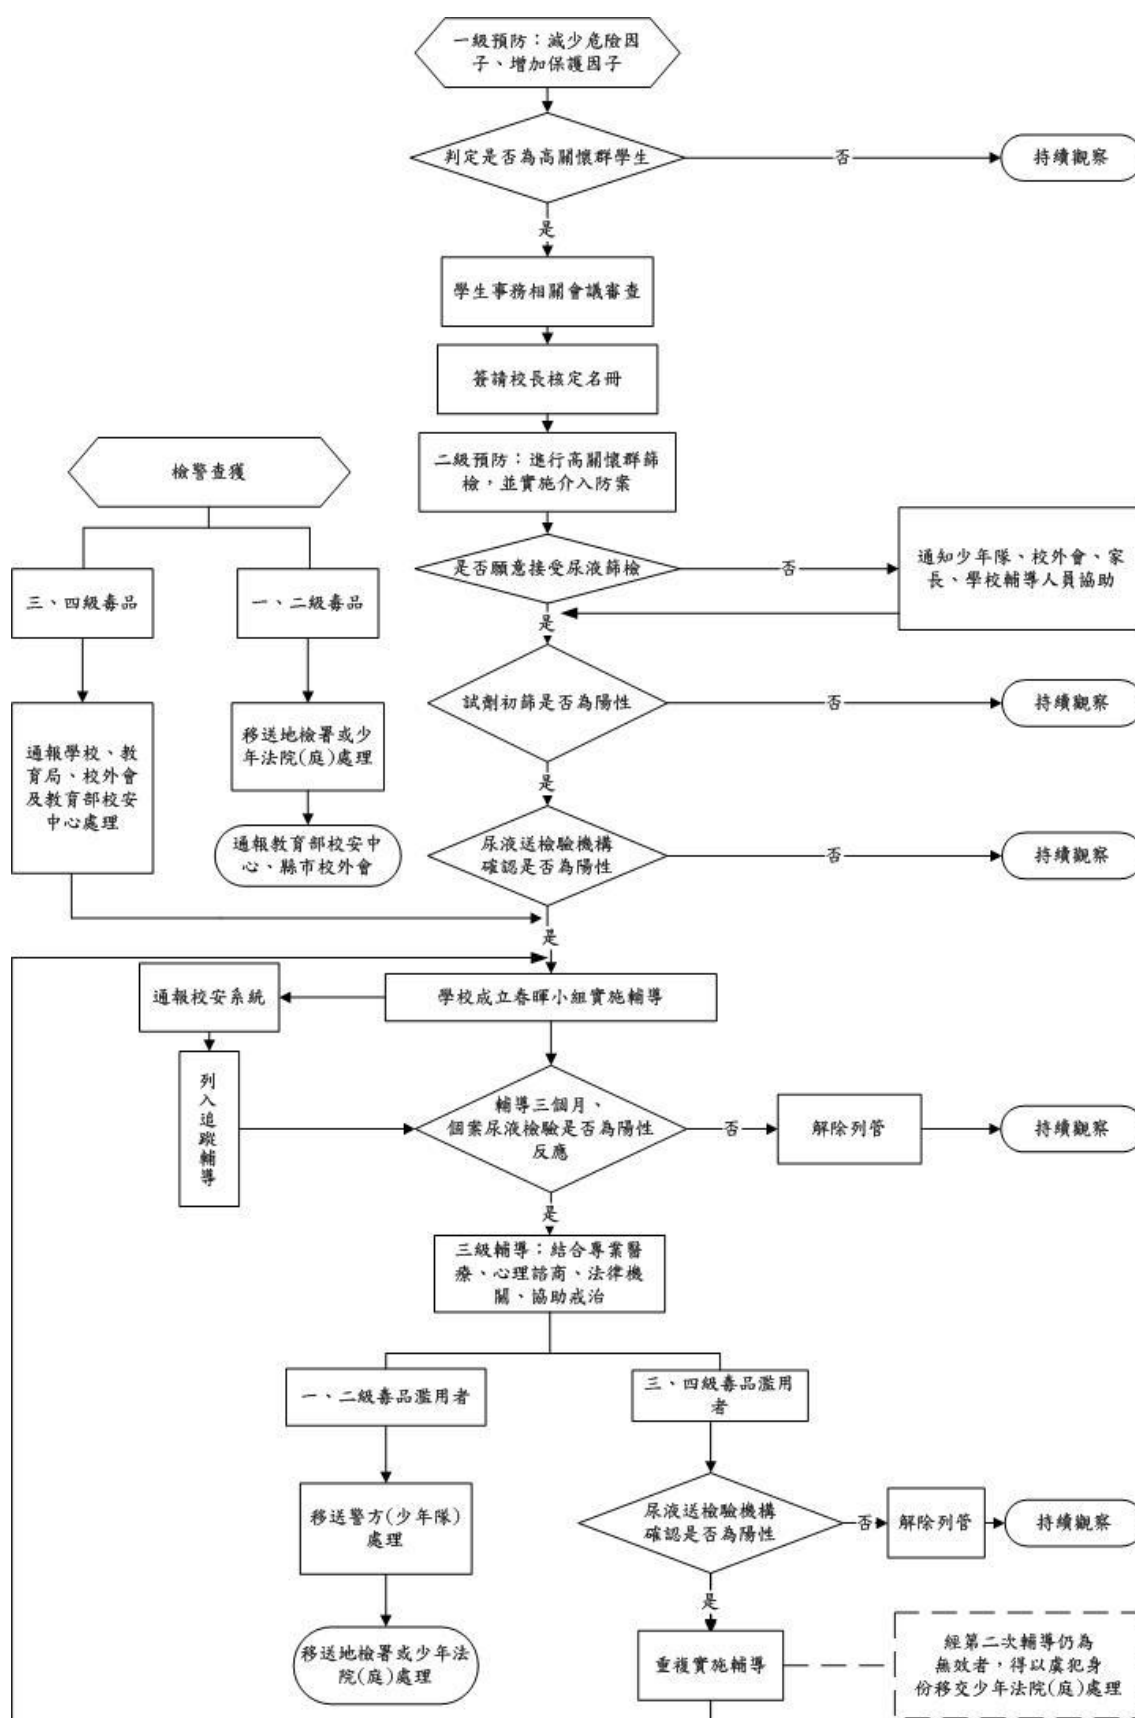 一級預防：減少危險因
子、增加保護因子
判定是否為高關懷群學生
否
持續觀察
是
學生事務相關會議審查
簽請校長核定名冊
檢警查獲
二級預防：進行高關懷群篩
檢，並實施介入防案
三、四級毒品
一、二級毒品
是否願意接受尿液篩檢
否
通知少年隊、校外會、家
長、學校輔導人員協助
是
試劑初篩是否為陽性
否
持續觀察
通報學校、教
育局、校外會
及教育部校安
中心處理
移送地檢署或少
年法院(庭)處理
是
通報教育部校安中
心、縣市校外會
尿液送檢驗機構
確認是否為陽性
否
持續觀察
是
通報校安系統
學校成立春暉小組實施輔導
列
入
追
蹤
輔
導
輔導三個月、
個案尿液檢驗是否為陽性
反應
否
解除列管
持續觀察
是
三級輔導：結合專業醫
療、心理諮商、法律機
關、協助戒治
一、二級毒品濫用者
三、四級毒品濫用
者
移送警方(少年隊)
處理
尿液送檢驗機構
確認是否為陽性
否
解除列管
持續觀察
是
移送地檢署或少年法
院(庭)處理
重複實施輔導
經第二次輔導仍為
無效者，得以虞犯身
份移交少年法院(庭)處理